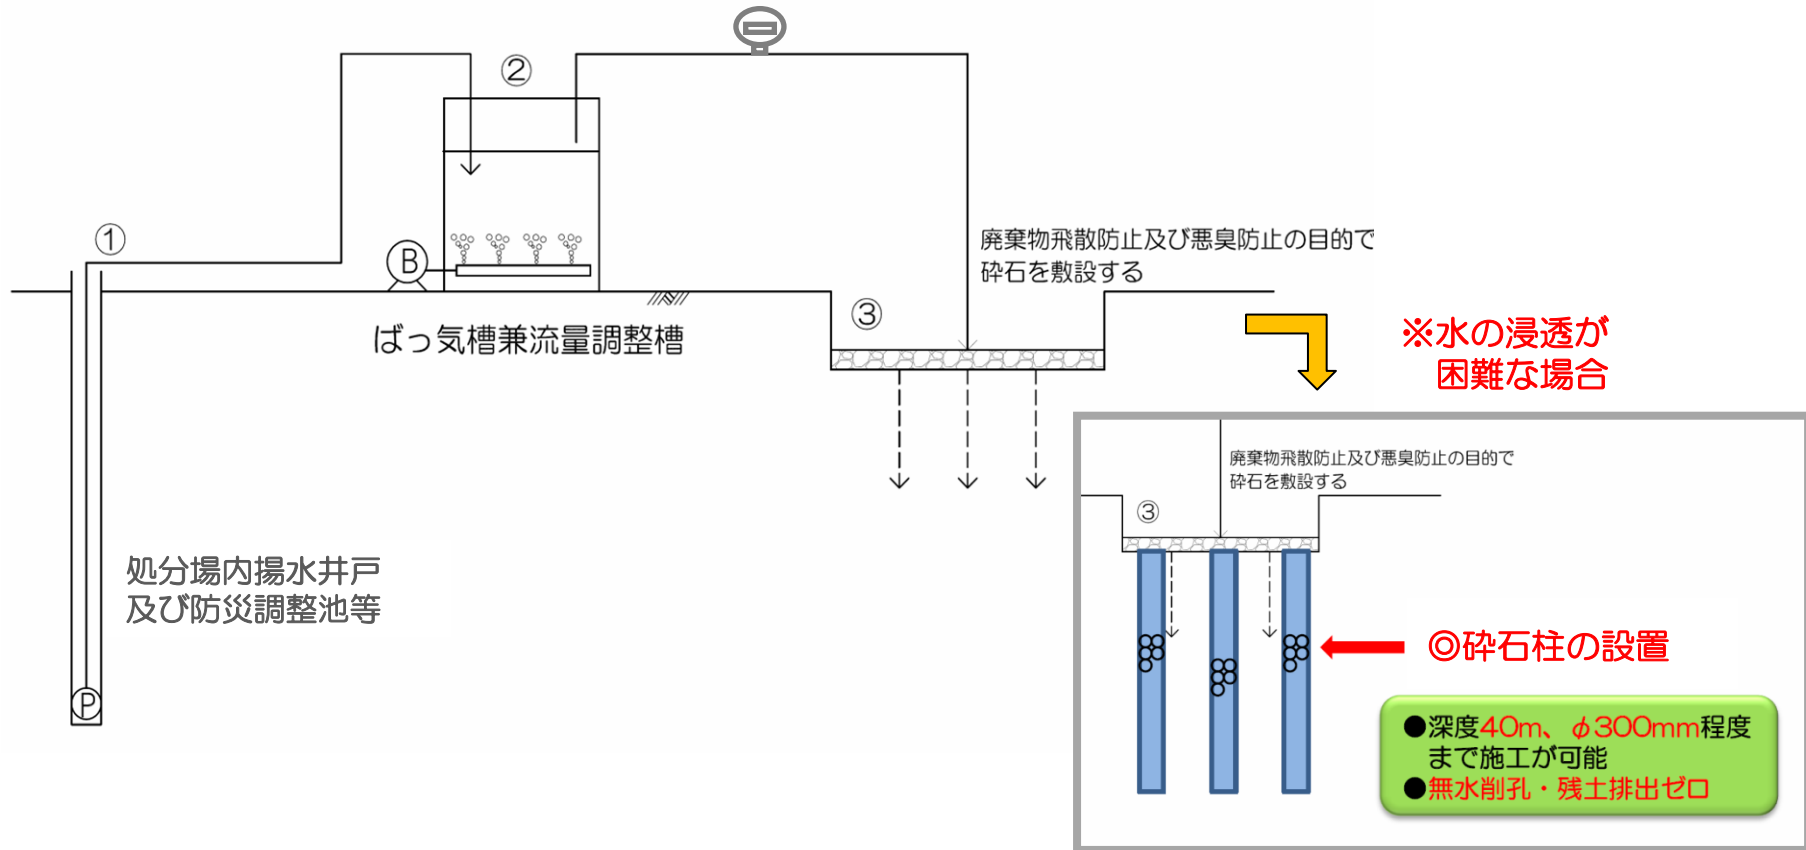 ②
①
廃棄物飛散防止及び悪臭防止の目的で
砕石を敷設する
B
③
ばっ気槽兼流量調整槽
※水の浸透が
困難な場合
廃棄物飛散防止及び悪臭防止の目的で
砕石を敷設する
③
処分場内揚水井戸
及び防災調整池等
P
◎砕石柱の設置
●深度40m、φ300mm程度
まで施工が可能
●無水削孔・残土排出ゼロ